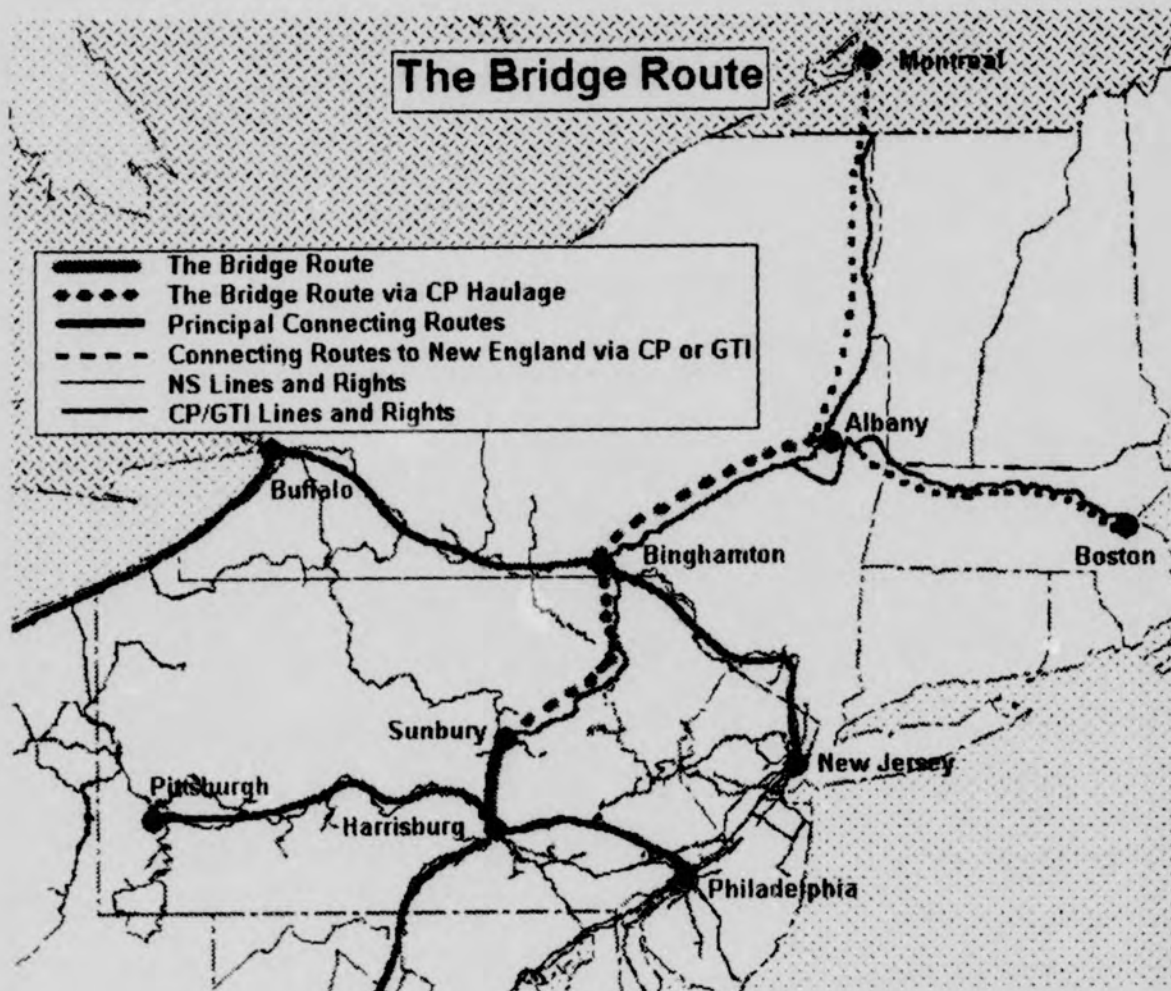 The Bridge Route
Montreal
The Bridge Route
The Bridge Route via CP Haulage
Principal Connecting Routes
Connecting Routes to New England via CP or GTI
NS Lines and Rights
CP/GTI Lines and Rights
Albany
Buffalo
Binghamton
Boston
Sunbury
New Jersey
Pittsburgh
Harrisburg
Philadelphia